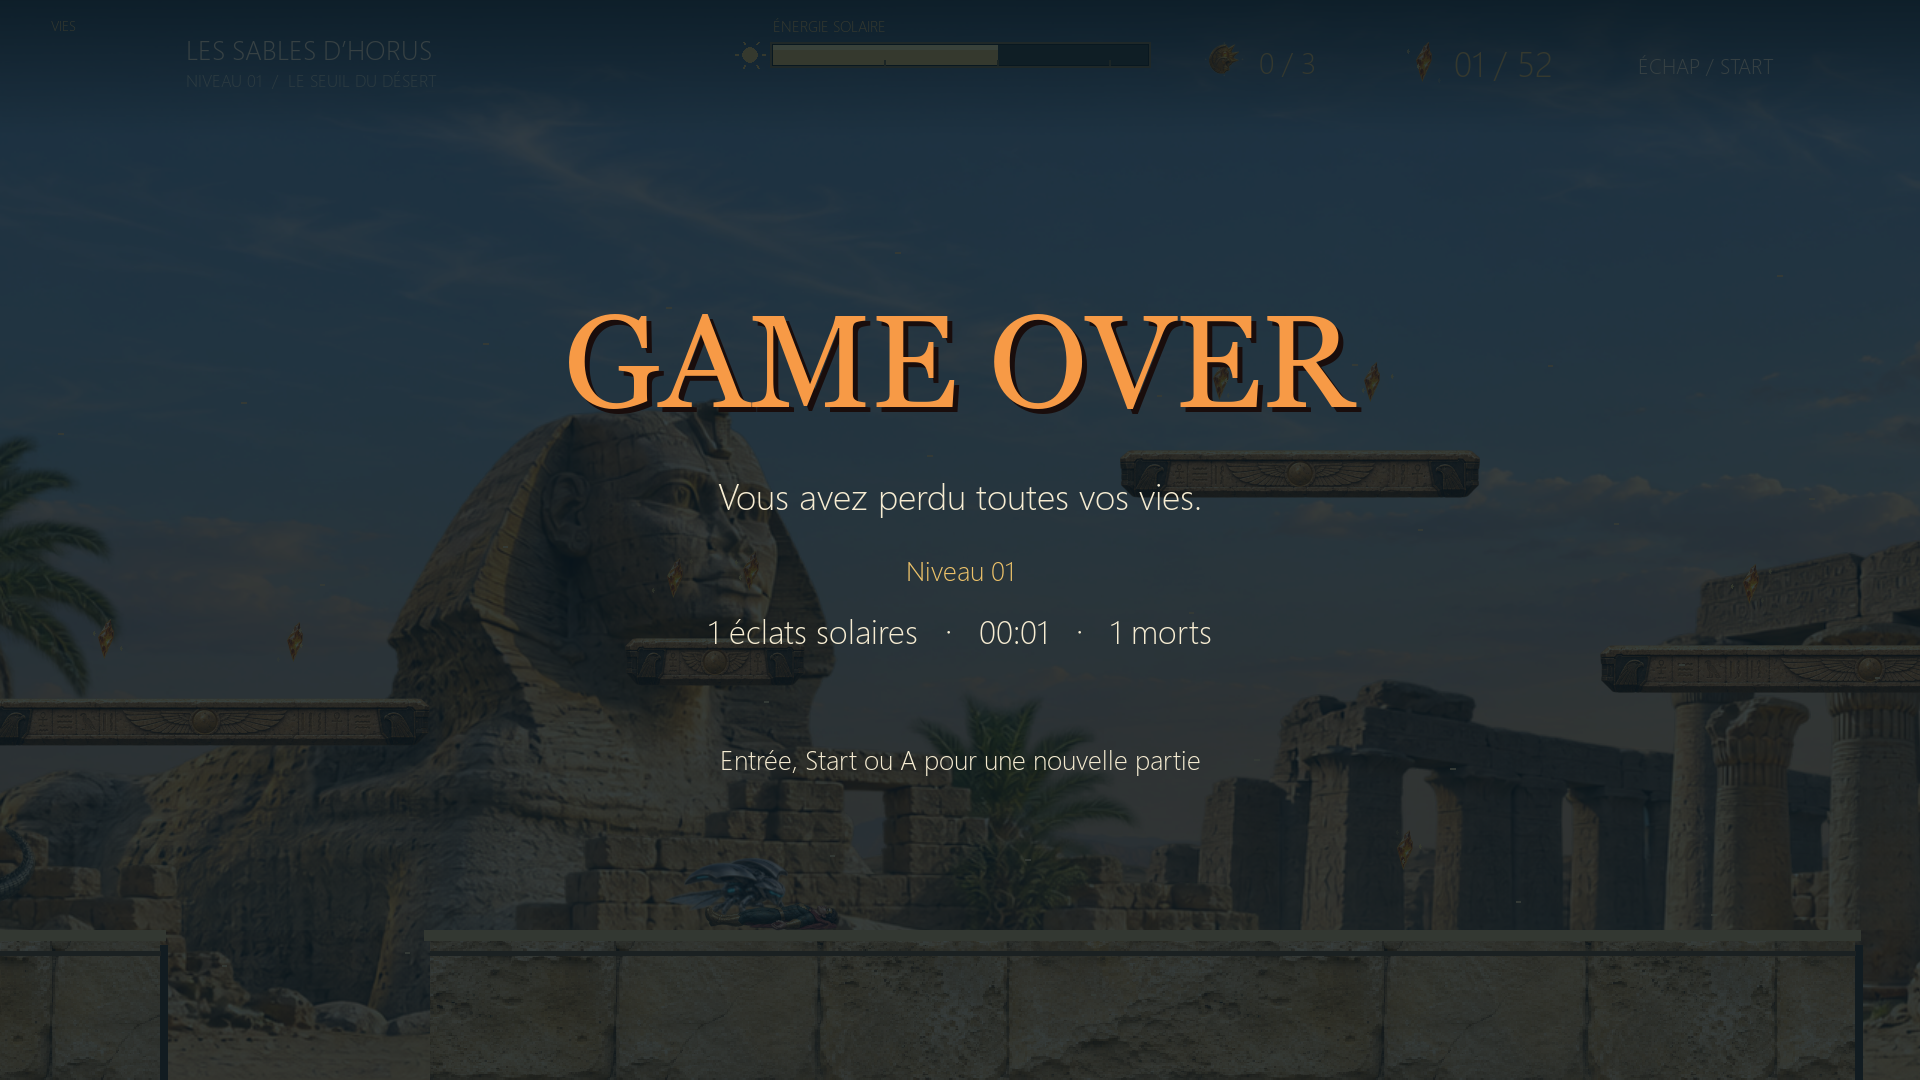 VIES
ÉNERGIE SOLAIRE
LES SABLES D’HORUS
NIVEAU 01 / LE SEUIL DU DÉSERT
0 / 3
01 / 52
ÉCHAP / START
GAME OVER
Vous avez perdu toutes vos vies.
Niveau 01
1 éclats solaires · 00:01 · 1 morts
Entrée, Start ou A pour une nouvelle partie